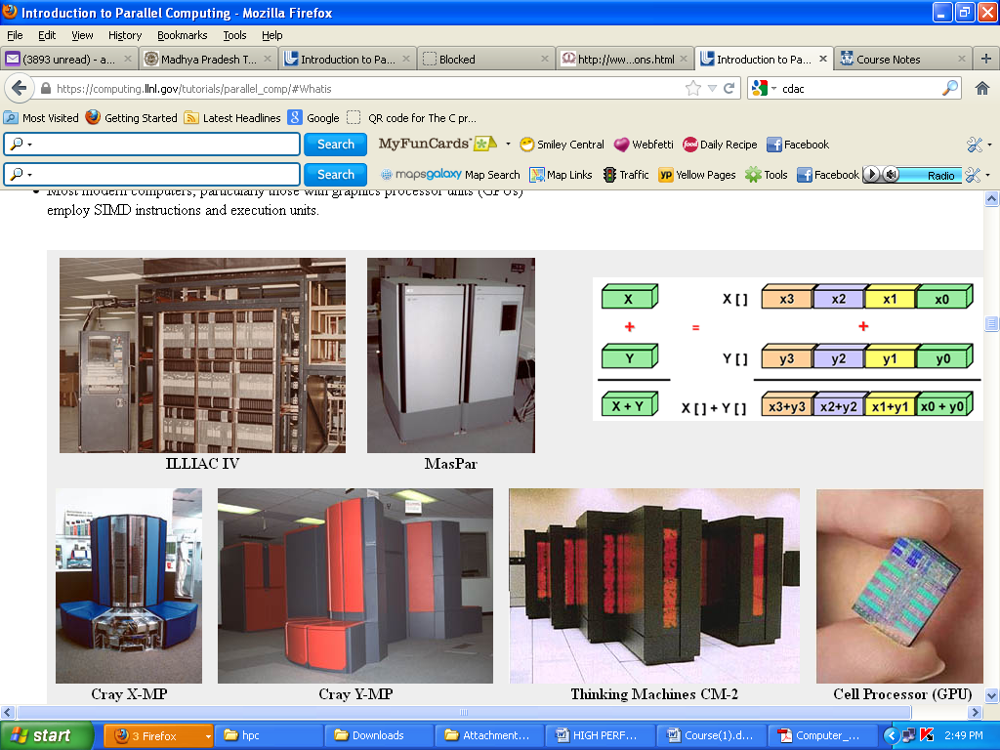 Introduction to Parallel Computing - Mozilla Firefox
File Edit View History Bookmarks Tools Help
(3893 unread) - a... Madhya Pradesh T... Introduction to Pa... Blocked http://ww...ons.html Introduction to Pa... Course Notes
https://computing.llnl.gov/tutorials/parallel_comp/#Whatis cdac
Most Visited Getting Started Latest Headlines Google QR code for The C pr...
Search MyFunCards Smiley Central Webfetti food Daily Recipe Facebook
Search mapsgalaxy Map Search Map Links Traffic YP Yellow Pages Tools Facebook Radio
Most modern computers, particularly those with graphics processor units (GPUs)
employ SIMD instructions and execution units.
X X [ ] x3 x2 x1 x0
+ = +
Y Y [ ] y3 y2 y1 y0
X + Y X [ ] + Y [ ] x3+y3 x2+y2 x1+y1 x0 + y0
ILLIAC IV MasPar
Cray X-MP Cray Y-MP Thinking Machines CM-2 Cell Processor (GPU)
start 3 Firefox hpc Downloads Attachment... HIGH PERF... Course(1).d... Computer_... 2:49 PM